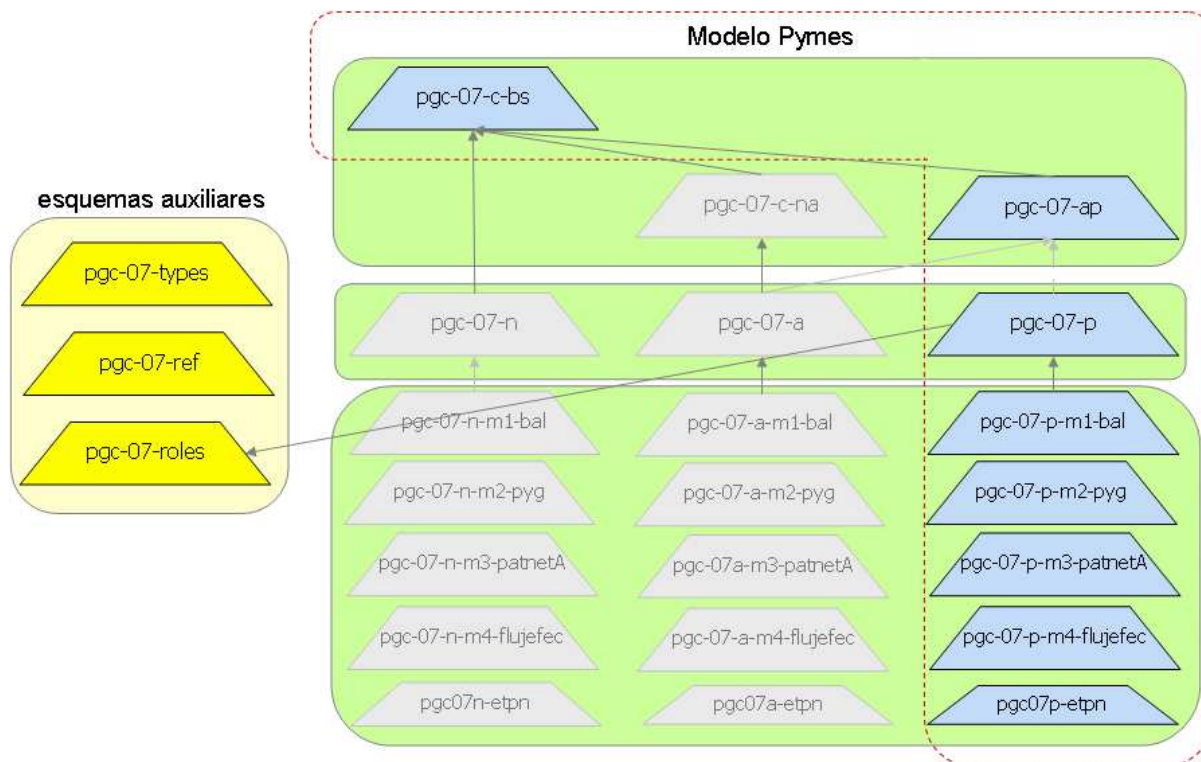 Modelo Pymes
pgc-07-c-bs
pgc-07-c-na
pgc-07-ap
esquemas auxiliares
pgc-07-types
pgc-07-ref
pgc-07-roles
pgc-07-n
pgc-07-a
pgc-07-p
pgc-07-n-m1-bal
pgc-07-a-m1-bal
pgc-07-p-m1-bal
pgc-07-n-m2-pyg
pgc-07-a-m2-pyg
pgc-07-p-m2-pyg
pgc-07-n-m3-patnetA
pgc-07a-m3-patnetA
pgc-07-p-m3-patnetA
pgc-07-n-m4-flujefec
pgc-07-a-m4-flujefec
pgc-07-p-m4-flujefec
pgc07n-etpn
pgc07a-etpn
pgc07p-etpn